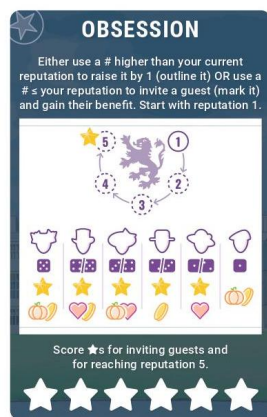 OBSESSION
Either use a # higher than your current
reputation to raise it by 1 (outline it) OR use a
# ≤ your reputation to invite a guest (mark it)
and gain their benefit. Start with reputation 1.
5 1
4 2
3
Score ★s for inviting guests and
for reaching reputation 5.